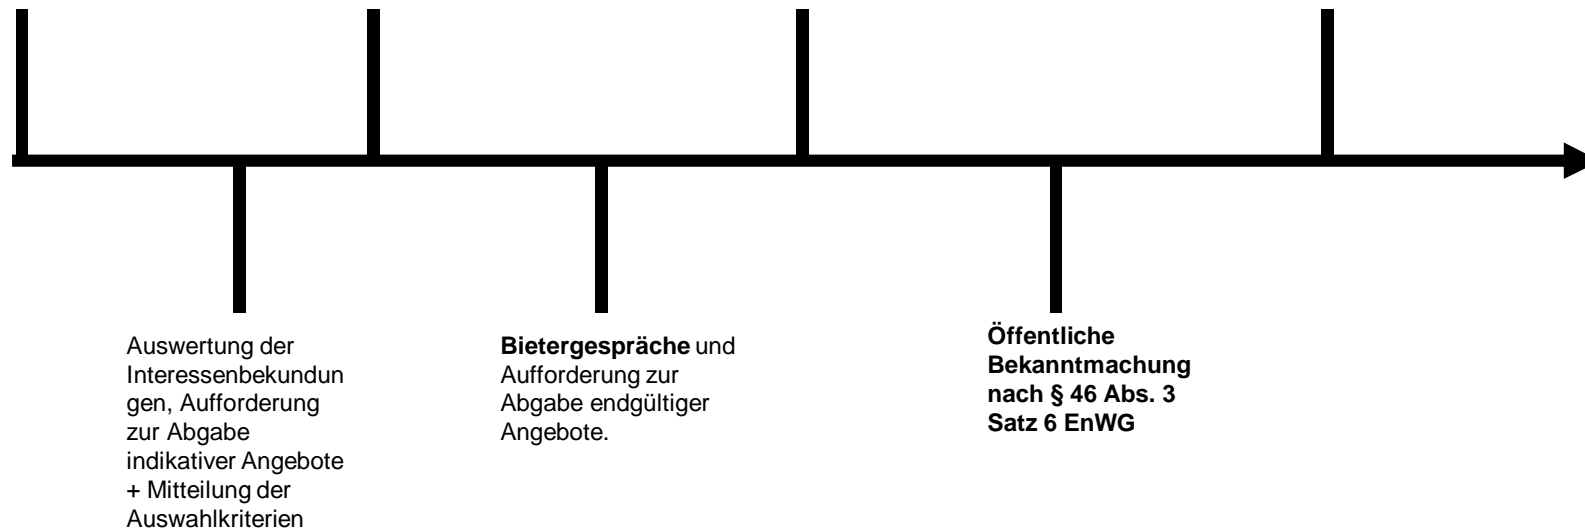 Auswertung der
Interessenbekundun
gen, Aufforderung
zur Abgabe
indikativer Angebote
+ Mitteilung der
Auswahlkriterien
Bietergespräche und
Aufforderung zur
Abgabe endgültiger
Angebote.
Öffentliche
Bekanntmachung
nach § 46 Abs. 3
Satz 6 EnWG